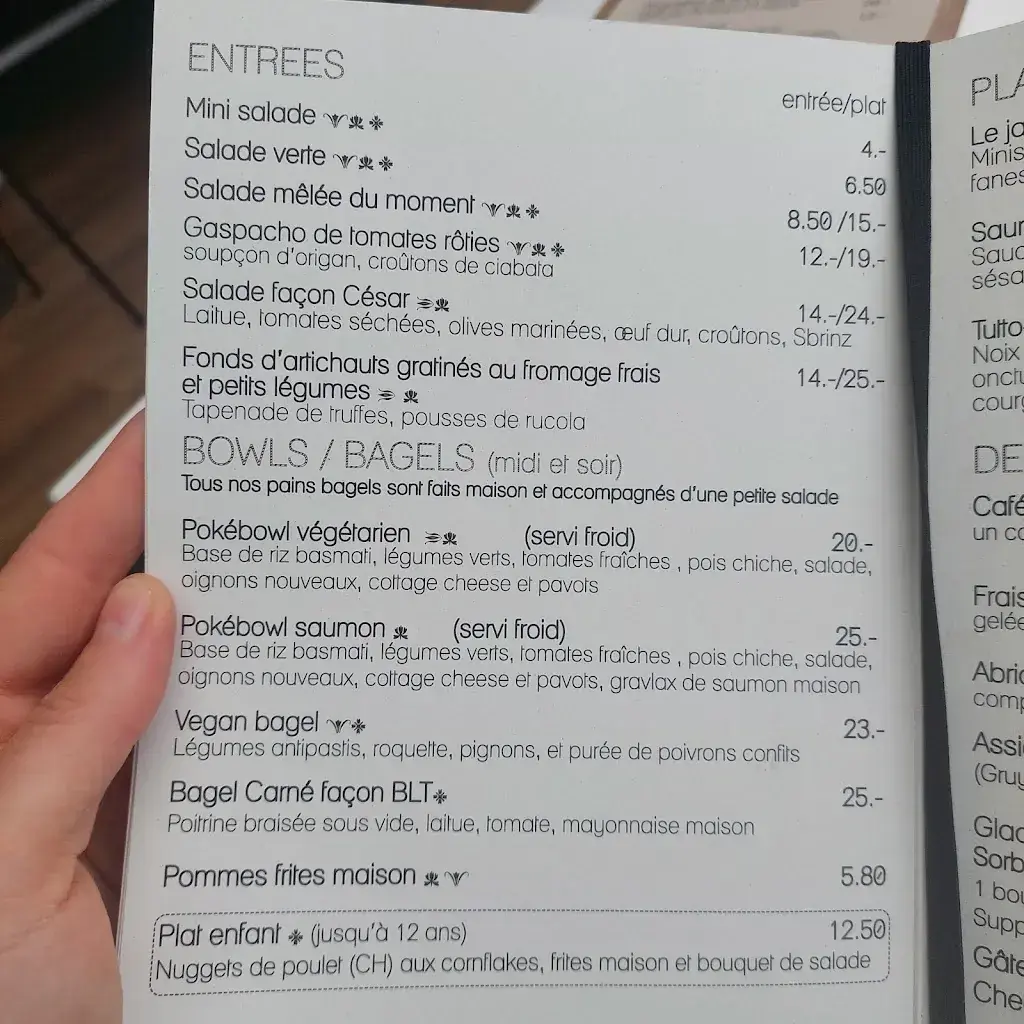 ENTREES
entrée/plat
Mini salade 4.-
Salade verte 6.50
Salade mêlée du moment 8.50 /15.-
Gaspacho de tomates rôties 12.-/19.-
soupçon d'origan, croûtons de ciabata
Salade façon César 14.-/24.-
Laitue, tomates séchées, olives marinées, œuf dur, croûtons, Sbrinz
Fonds d'artichauts gratinés au fromage frais 14.-/25.-
et petits légumes
Tapenade de truffes, pousses de rucola
BOWLS / BAGELS (midi et soir)
Tous nos pains bagels sont faits maison et accompagnés d'une petite salade
Pokébowl végétarien (servi froid) 20.-
Base de riz basmati, légumes verts, tomates fraîches , pois chiche, salade,
oignons nouveaux, cottage cheese et pavots
Pokébowl saumon (servi froid) 25.-
Base de riz basmati, légumes verts, tomates fraîches , pois chiche, salade,
oignons nouveaux, cottage cheese et pavots, gravlax de saumon maison
Vegan bagel 23.-
Légumes antipastis, roquette, pignons, et purée de poivrons confits
Bagel Carné façon BLT 25.-
Poitrine braisée sous vide, laitue, tomate, mayonnaise maison
Pommes frites maison 5.80
Plat enfant (jusqu'à 12 ans) 12.50
Nuggets de poulet (CH) aux cornflakes, frites maison et bouquet de salade
Le
un
1